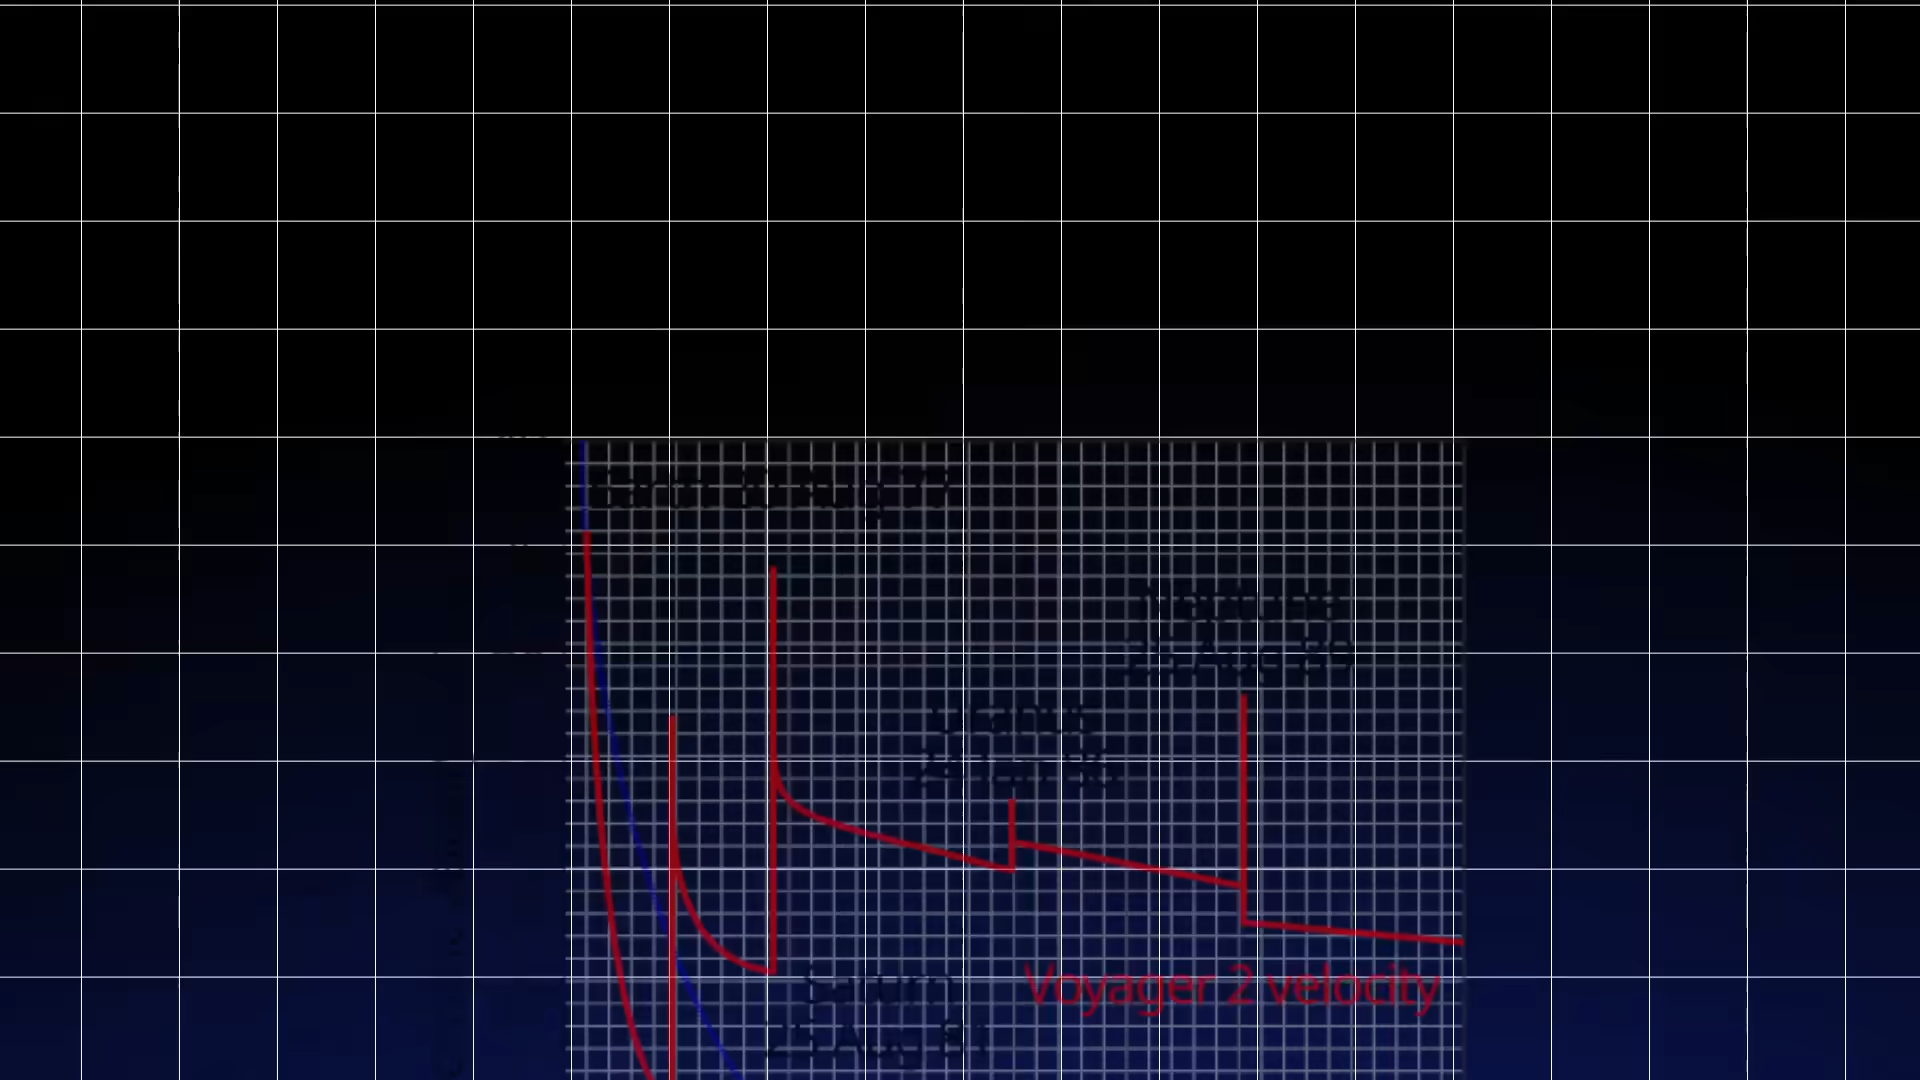 Earth 20 Aug 77
Neptune
25 Aug 89
Uranus
24 Jan 86
Voyager 2 velocity
Saturn
25 Aug 81